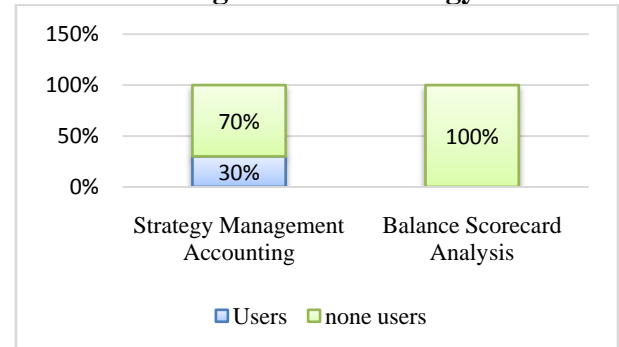 150%
100%
50%
0%
70%
30%
100%
Strategy Management
Accounting
Balance Scorecard
Analysis
Users none users